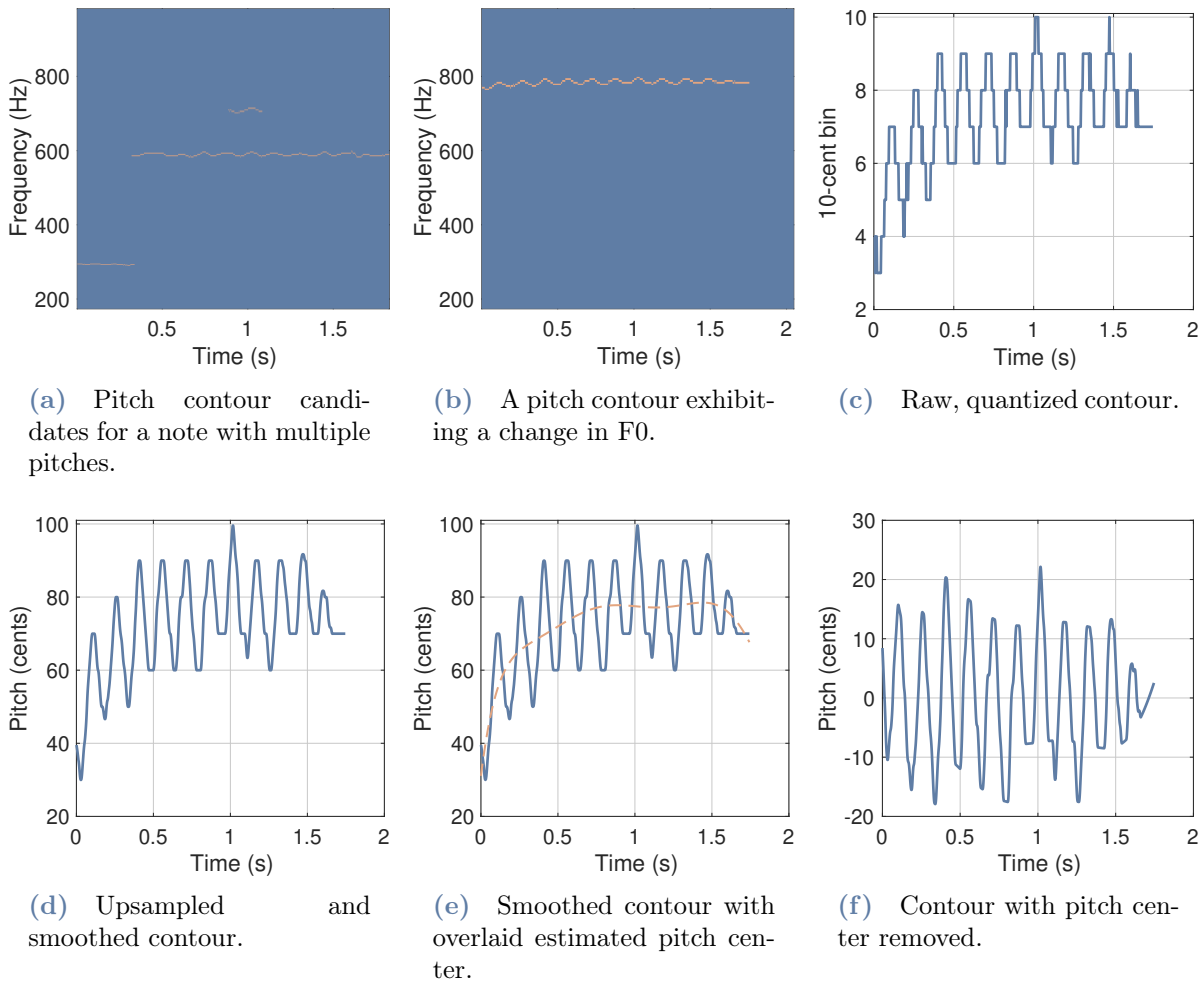 800
600
400
200
Frequency (Hz)
0.5 1 1.5
Time (s)
(a) Pitch contour candi-
dates for a note with multiple
pitches.
800
600
400
200
Frequency (Hz)
0 0.5 1 1.5 2
Time (s)
(b) A pitch contour exhibit-
ing a change in F0.
10
8
6
4
2
10-cent bin
0 0.5 1 1.5 2
Time (s)
(c) Raw, quantized contour.
100
80
60
40
20
Pitch (cents)
0 0.5 1 1.5 2
Time (s)
(d) Upsampled and
smoothed contour.
100
80
60
40
20
Pitch (cents)
0 0.5 1 1.5 2
Time (s)
(e) Smoothed contour with
overlaid estimated pitch cen-
ter.
30
20
10
0
-10
-20
Pitch (cents)
0 0.5 1 1.5 2
Time (s)
(f) Contour with pitch cen-
ter removed.